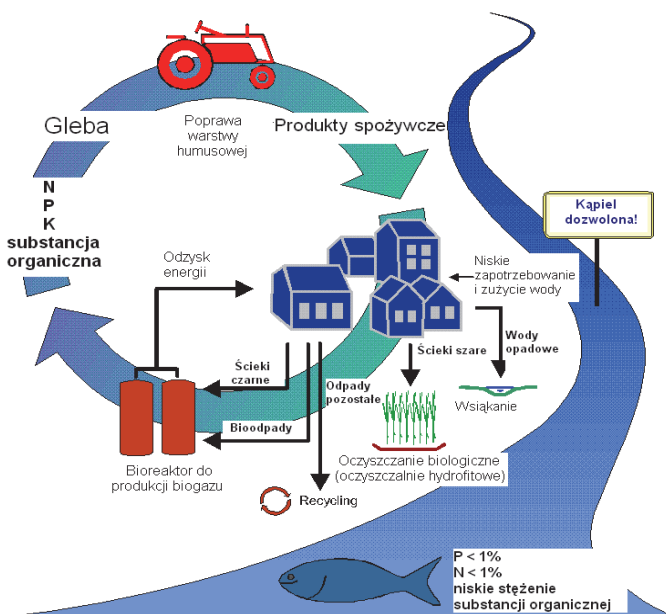 Gleba
Poprawa
warstwy
humusowej
Produkty spożywcze
N
P
K
substancja
organiczna
Kąpiel
dozwolona!
Odzysk
energii
Niskie
zapotrzebowanie
i zużycie wody
Ścieki
czarne
Odpady
pozostałe
Ścieki szare
Wody
opadowe
Wsiąkanie
Bioodpady
Bioreaktor do
produkcji biogazu
Oczyszczanie biologiczne
(oczyszczalnie hydrofitowe)
Recycling
P < 1%
N < 1%
niskie stężenie
substancji organicznej